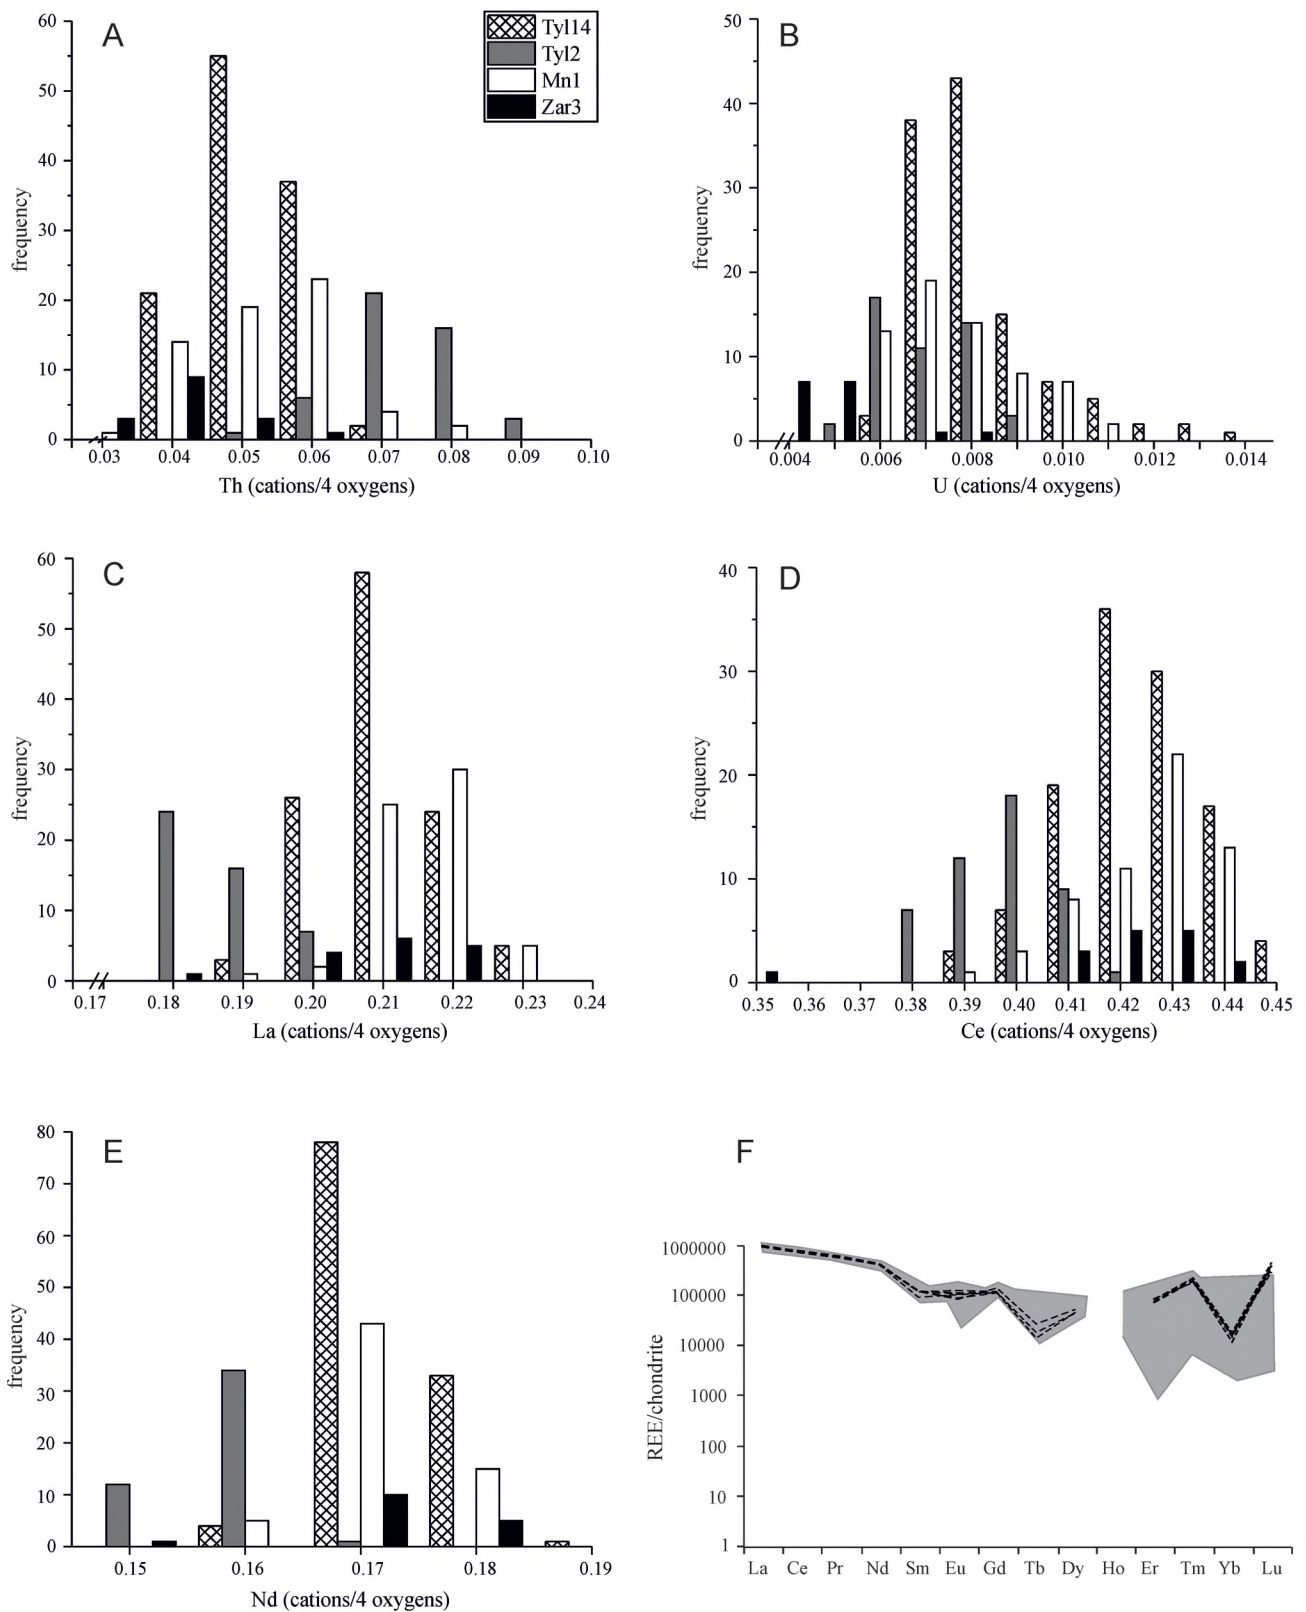 A
60
50
40
30
20
10
0
frequency
0.03 0.04 0.05 0.06 0.07 0.08 0.09 0.10
Th (cations/4 oxygens)
Tyl14
Tyl2
Mn1
Zar3
B
50
40
30
20
10
0
frequency
0.004 0.006 0.008 0.010 0.012 0.014
U (cations/4 oxygens)
C
60
50
40
30
20
10
0
frequency
0.17 0.18 0.19 0.20 0.21 0.22 0.23 0.24
La (cations/4 oxygens)
D
40
30
20
10
0
frequency
0.35 0.36 0.37 0.38 0.39 0.40 0.41 0.42 0.43 0.44 0.45
Ce (cations/4 oxygens)
E
80
70
60
50
40
30
20
10
0
frequency
0.15 0.16 0.17 0.18 0.19
Nd (cations/4 oxygens)
F
1000000
100000
10000
1000
100
10
1
REE/chondrite
La Ce Pr Nd Sm Eu Gd Tb Dy Ho Er Tm Yb Lu